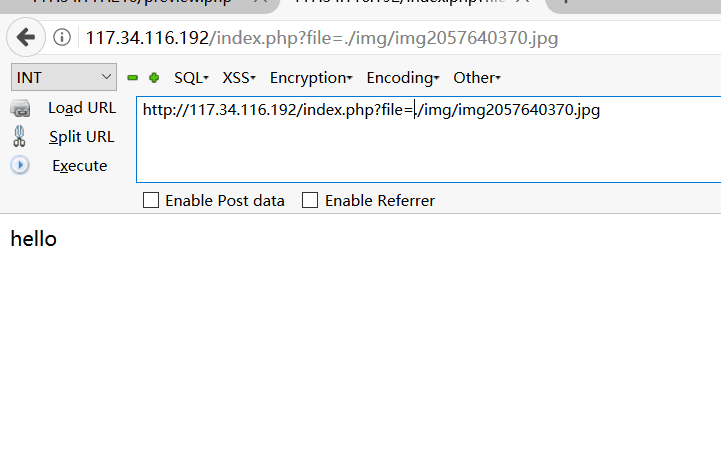 117.34.116.192/index.php?file=./img/img2057640370.jpg
INT SQL▾ XSS▾ Encryption▾ Encoding▾ Other▾
Load URL
http://117.34.116.192/index.php?file=./img/img2057640370.jpg
Split URL
Execute
Enable Post data Enable Referrer
hello